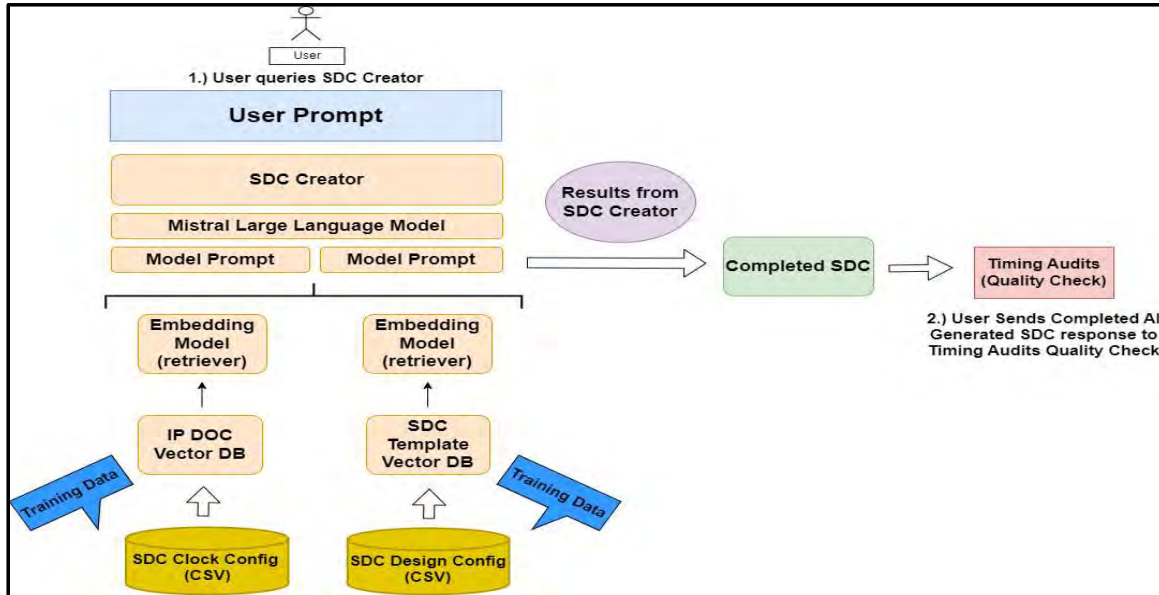 User
1.) User queries SDC Creator
User Prompt
SDC Creator
Mistral Large Language Model
Model Prompt
Model Prompt
Embedding
Model
(retriever)
Embedding
Model
(retriever)
IP DOC
Vector DB
SDC
Template
Vector DB
Training Data
Training Data
SDC Clock Config
(CSV)
SDC Design Config
(CSV)
Results from
SDC Creator
Completed SDC
Timing Audits
(Quality Check)
2.) User Sends Completed AI
Generated SDC response to
Timing Audits Quality Check